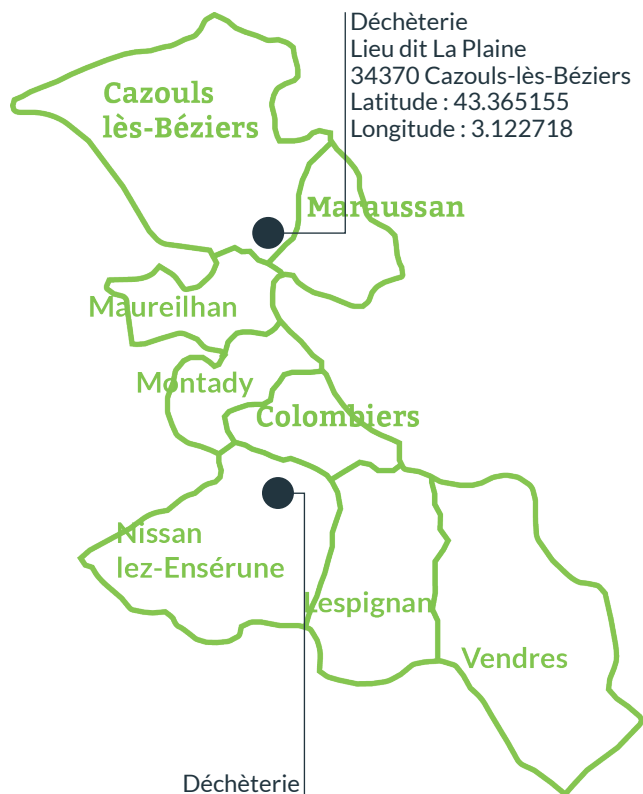 Déchèterie
Lieu dit La Plaine
34370 Cazouls-lès-Béziers
Latitude : 43.365155
Longitude : 3.122718
Cazouls
lès-Béziers
Maraussan
Maureilhan
Montady
Colombiers
Nissan
lez-Ensérune
Lespignan
Vendres
Déchèterie